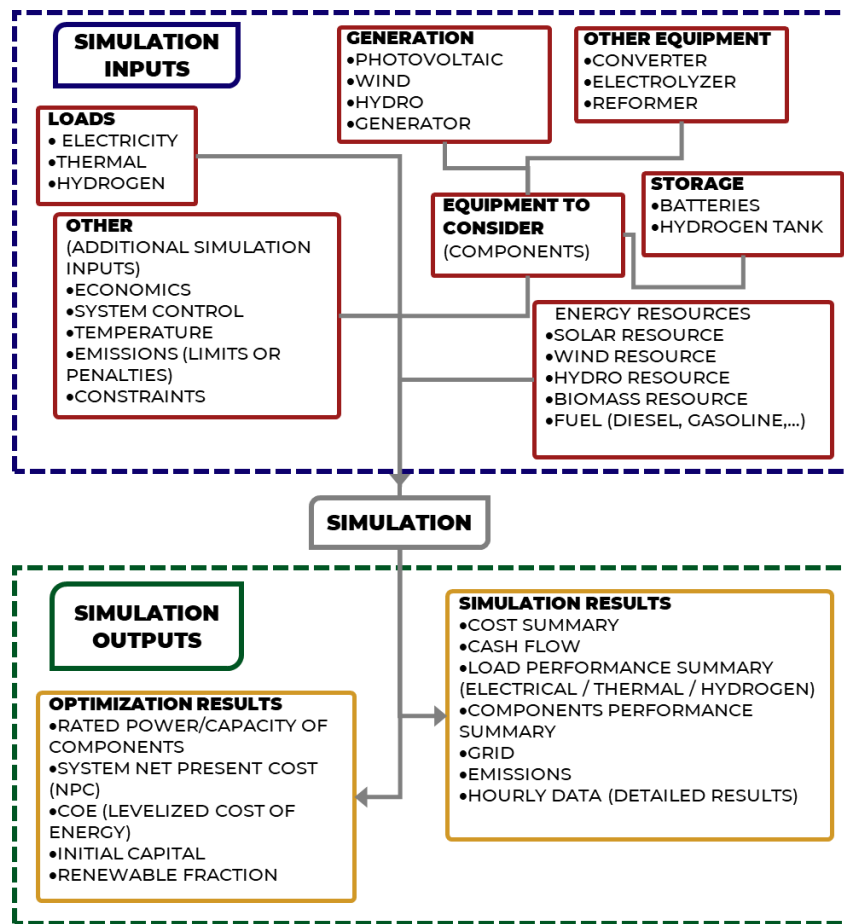 SIMULATION
INPUTS
GENERATION
•PHOTOVOLTAIC
•WIND
•HYDRO
•GENERATOR
OTHER EQUIPMENT
•CONVERTER
•ELECTROLYZER
•REFORMER
LOADS
• ELECTRICITY
•THERMAL
•HYDROGEN
EQUIPMENT TO
CONSIDER
(COMPONENTS)
STORAGE
•BATTERIES
•HYDROGEN TANK
OTHER
(ADDITIONAL SIMULATION
INPUTS)
•ECONOMICS
•SYSTEM CONTROL
•TEMPERATURE
•EMISSIONS (LIMITS OR
PENALTIES)
•CONSTRAINTS
ENERGY RESOURCES
•SOLAR RESOURCE
•WIND RESOURCE
•HYDRO RESOURCE
•BIOMASS RESOURCE
•FUEL (DIESEL, GASOLINE,...)
SIMULATION
SIMULATION
OUTPUTS
SIMULATION RESULTS
•COST SUMMARY
•CASH FLOW
•LOAD PERFORMANCE SUMMARY
(ELECTRICAL / THERMAL / HYDROGEN)
•COMPONENTS PERFORMANCE
SUMMARY
•GRID
•EMISSIONS
•HOURLY DATA (DETAILED RESULTS)
OPTIMIZATION RESULTS
•RATED POWER/CAPACITY OF
COMPONENTS
•SYSTEM NET PRESENT COST
(NPC)
•COE (LEVELIZED COST OF
ENERGY)
•INITIAL CAPITAL
•RENEWABLE FRACTION